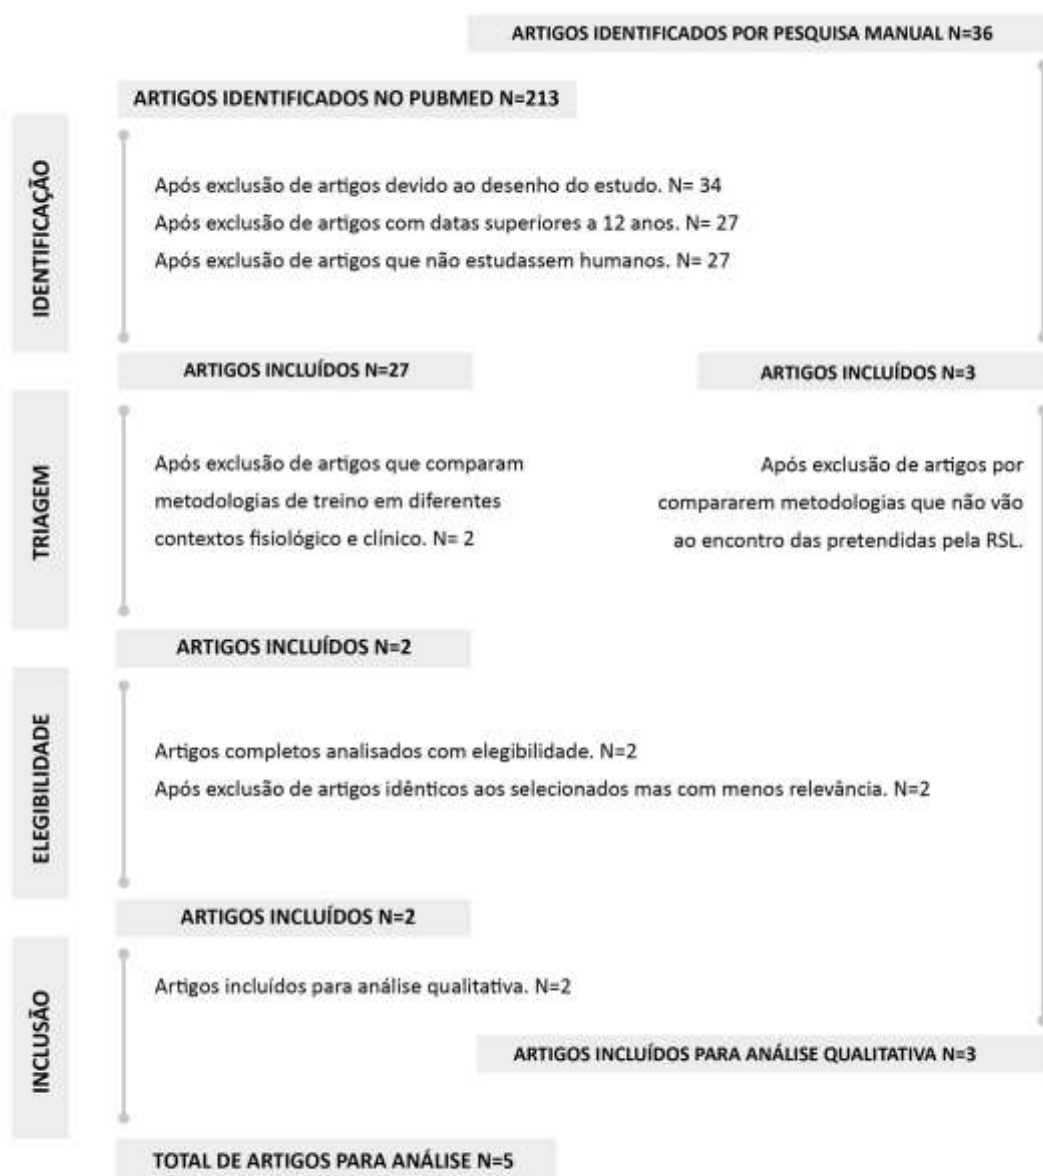 ARTIGOS IDENTIFICADOS POR PESQUISA MANUAL N=36
ARTIGOS IDENTIFICADOS NO PUBMED N=213
IDENTIFICAÇÃO
Após exclusão de artigos devido ao desenho do estudo. N= 34
Após exclusão de artigos com datas superiores a 12 anos. N= 27
Após exclusão de artigos que não estudassem humanos. N= 27
ARTIGOS INCLUÍDOS N=27
ARTIGOS INCLUÍDOS N=3
TRIAGEM
Após exclusão de artigos que comparam
metodologias de treino em diferentes
contextos fisiológico e clínico. N= 2
Após exclusão de artigos por
compararem metodologias que não vão
ao encontro das pretendidas pela RSL.
ARTIGOS INCLUÍDOS N=2
ELEGIBILIDADE
Artigos completos analisados com elegibilidade. N=2
Após exclusão de artigos idênticos aos selecionados mas com menos relevância. N=2
ARTIGOS INCLUÍDOS N=2
INCLUSÃO
Artigos incluídos para análise qualitativa. N=2
ARTIGOS INCLUÍDOS PARA ANÁLISE QUALITATIVA N=3
TOTAL DE ARTIGOS PARA ANÁLISE N=5